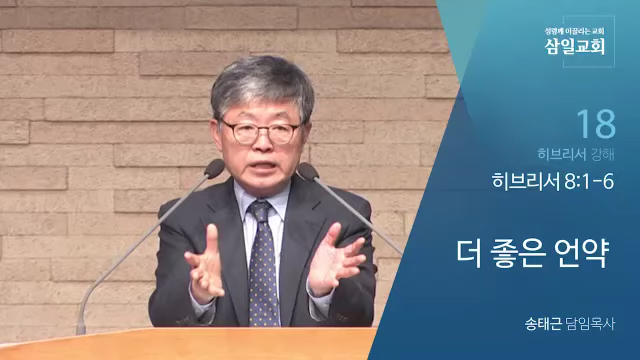 성령께 이끌리는 교회
삼일교회
18
히브리서 강해
히브리서 8:1-6
더 좋은 언약
송태근 담임목사